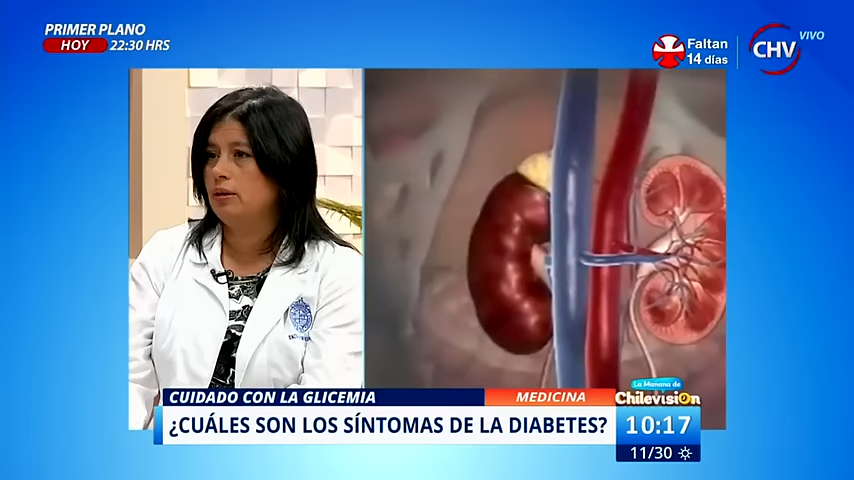 PRIMER PLANO
HOY 22:30 HRS
Faltan
14 días
CHV VIVO
CUIDADO CON LA GLICEMIA
MEDICINA
La Mañana de
Chilevisión
¿CUÁLES SON LOS SÍNTOMAS DE LA DIABETES?
10:17
11/30